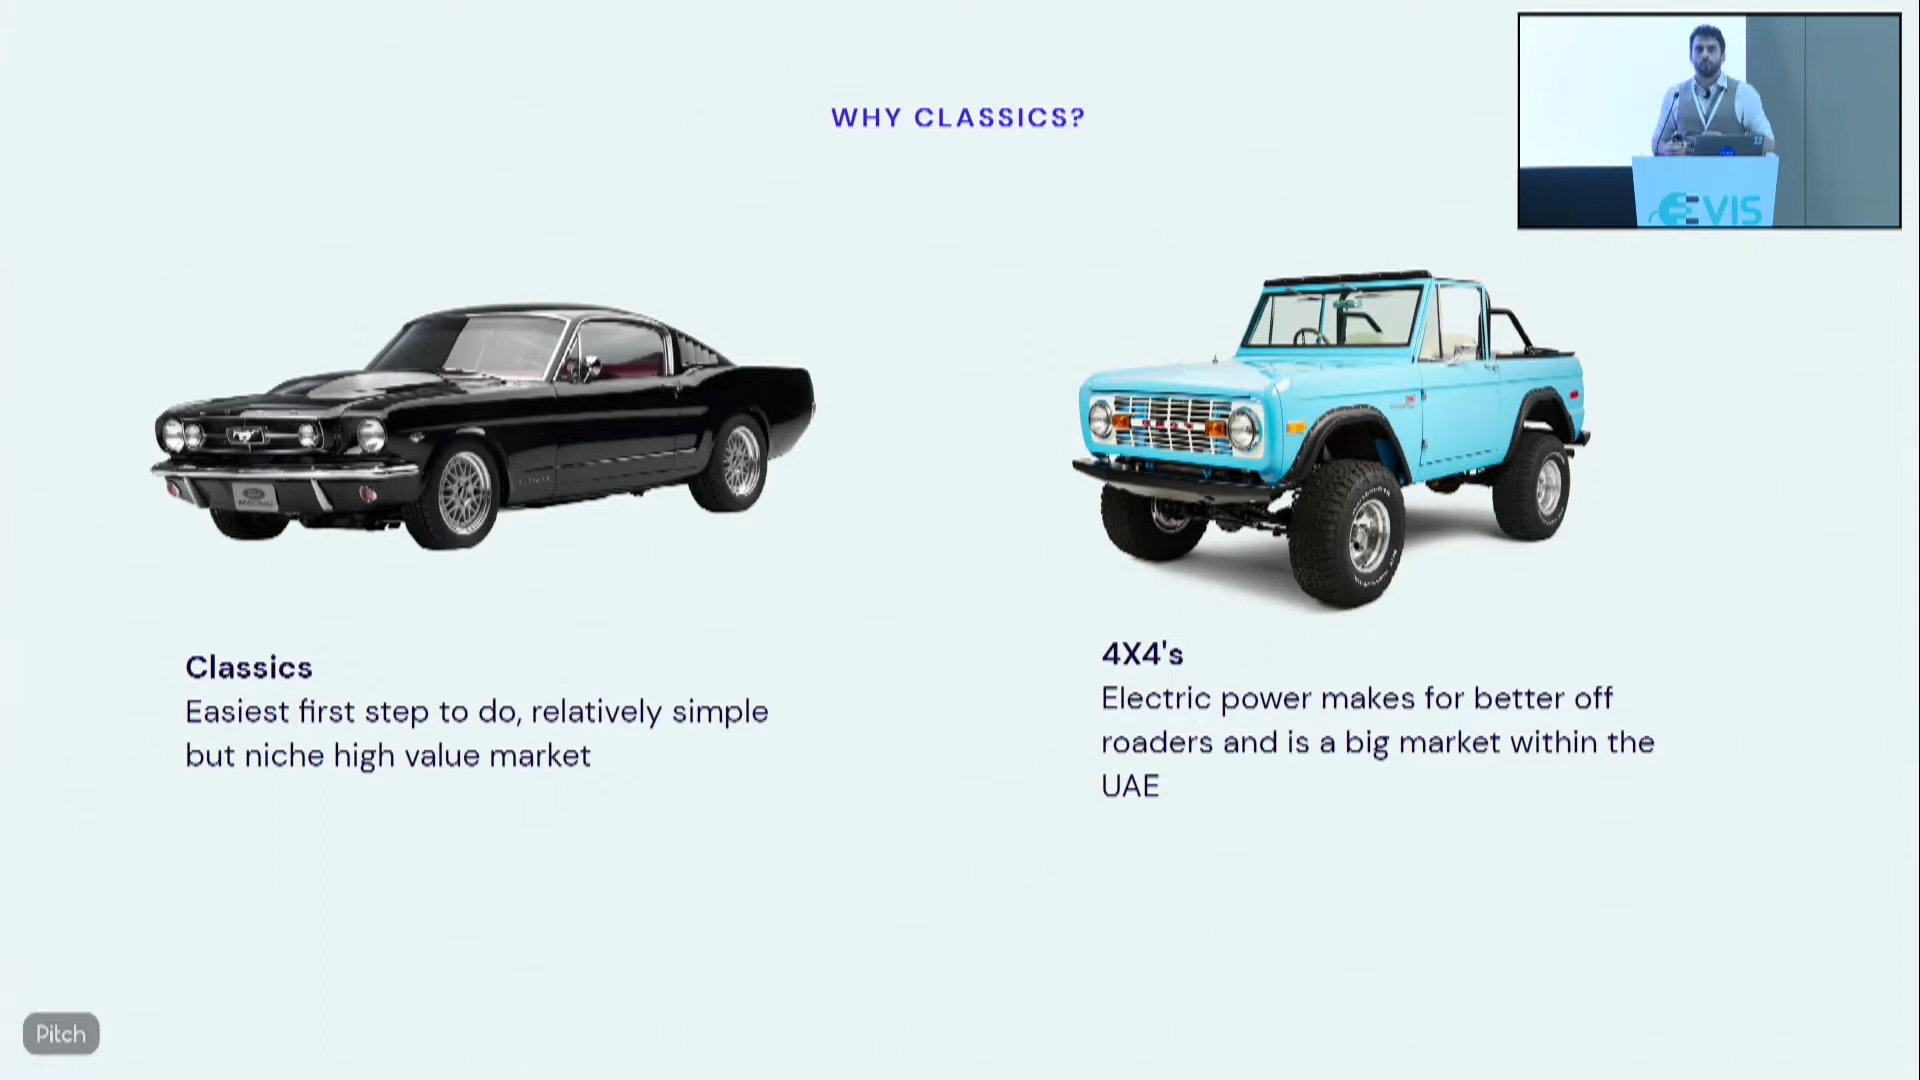 WHY CLASSICS?
EVIS
Classics
Easiest first step to do, relatively simple
but niche high value market
4X4's
Electric power makes for better off
roaders and is a big market within the
UAE
Pitch